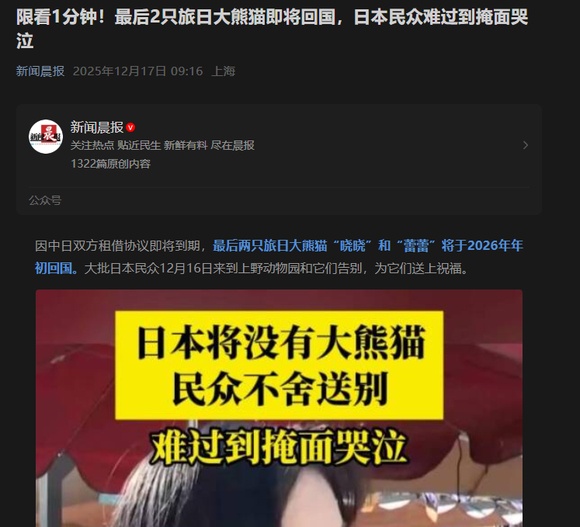 限看1分钟！最后2只旅日大熊猫即将回国，日本民众难过到掩面哭
泣
新闻晨报 2025年12月17日 09:16 上海
新闻晨报
关注热点 贴近民生 新鲜有料 尽在晨报
1322篇原创内容
公众号
因中日双方租借协议即将到期，最后两只旅日大熊猫“晓晓”和“蕾蕾”将于2026年年
初回国。大批日本民众12月16日来到上野动物园和它们告别，为它们送上祝福。
日本将没有大熊猫
民众不舍送别
难过到掩面哭泣